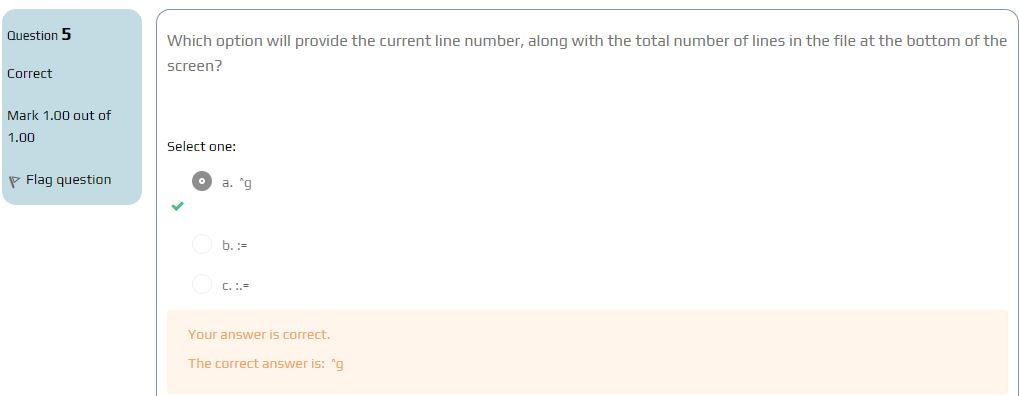 Question 5
Correct
Mark 1.00 out of
1.00
Flag question
Which option will provide the current line number, along with the total number of lines in the file at the bottom of the
screen?
Select one:
a. ^g
b. :=
c. :.=
Your answer is correct.
The correct answer is: ^g